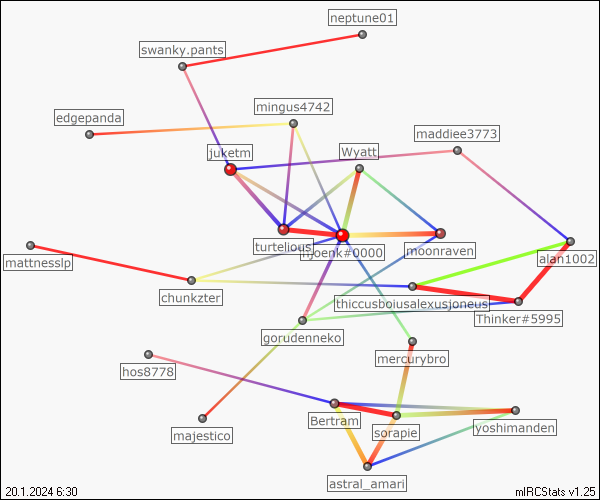 neptune01
swanky.pants
mingus4742
edgepanda
maddiee3773
juketm
Wyatt
turtelious
njoenk#0000
moonraven
alan1002
mattnesslp
chunkzter
thiccusboiusalexusjoneus
Thinker#5995
gorudenneko
mercurybro
hos8778
Bertram
sorapie
yoshimanden
majestico
astral_amari
20.1.2024 6:30
mIRCStats v1.25